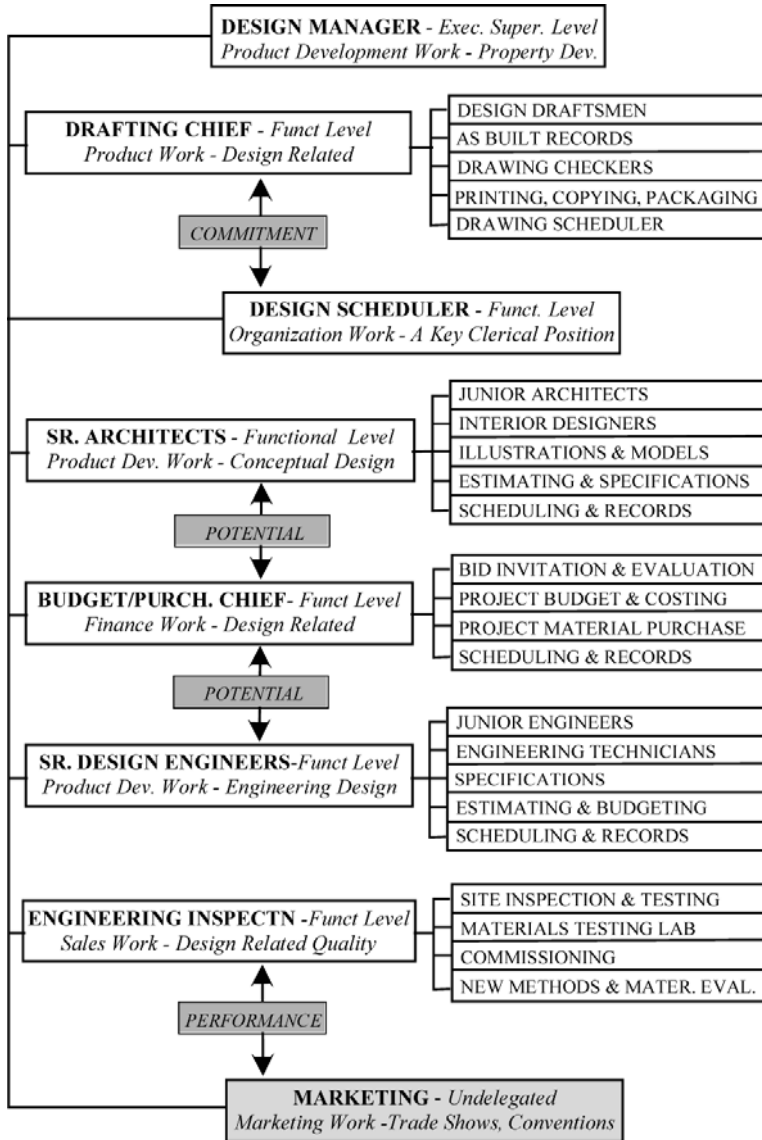 DESIGN MANAGER - Exec. Super. Level
Product Development Work - Property Dev.
DRAFTING CHIEF - Funct Level
Product Work - Design Related
DESIGN DRAFTSMEN
AS BUILT RECORDS
DRAWING CHECKERS
PRINTING, COPYING, PACKAGING
DRAWING SCHEDULER
COMMITMENT
DESIGN SCHEDULER - Funct. Level
Organization Work - A Key Clerical Position
SR. ARCHITECTS - Functional Level
Product Dev. Work - Conceptual Design
JUNIOR ARCHITECTS
INTERIOR DESIGNERS
ILLUSTRATIONS & MODELS
ESTIMATING & SPECIFICATIONS
SCHEDULING & RECORDS
POTENTIAL
BUDGET/PURCH. CHIEF- Funct Level
Finance Work - Design Related
BID INVITATION & EVALUATION
PROJECT BUDGET & COSTING
PROJECT MATERIAL PURCHASE
SCHEDULING & RECORDS
POTENTIAL
SR. DESIGN ENGINEERS-Funct Level
Product Dev. Work - Engineering Design
JUNIOR ENGINEERS
ENGINEERING TECHNICIANS
SPECIFICATIONS
ESTIMATING & BUDGETING
SCHEDULING & RECORDS
ENGINEERING INSPECTN -Funct Level
Sales Work - Design Related Quality
SITE INSPECTION & TESTING
MATERIALS TESTING LAB
COMMISSIONING
NEW METHODS & MATER. EVAL.
PERFORMANCE
MARKETING - Undelegated
Marketing Work -Trade Shows, Conventions